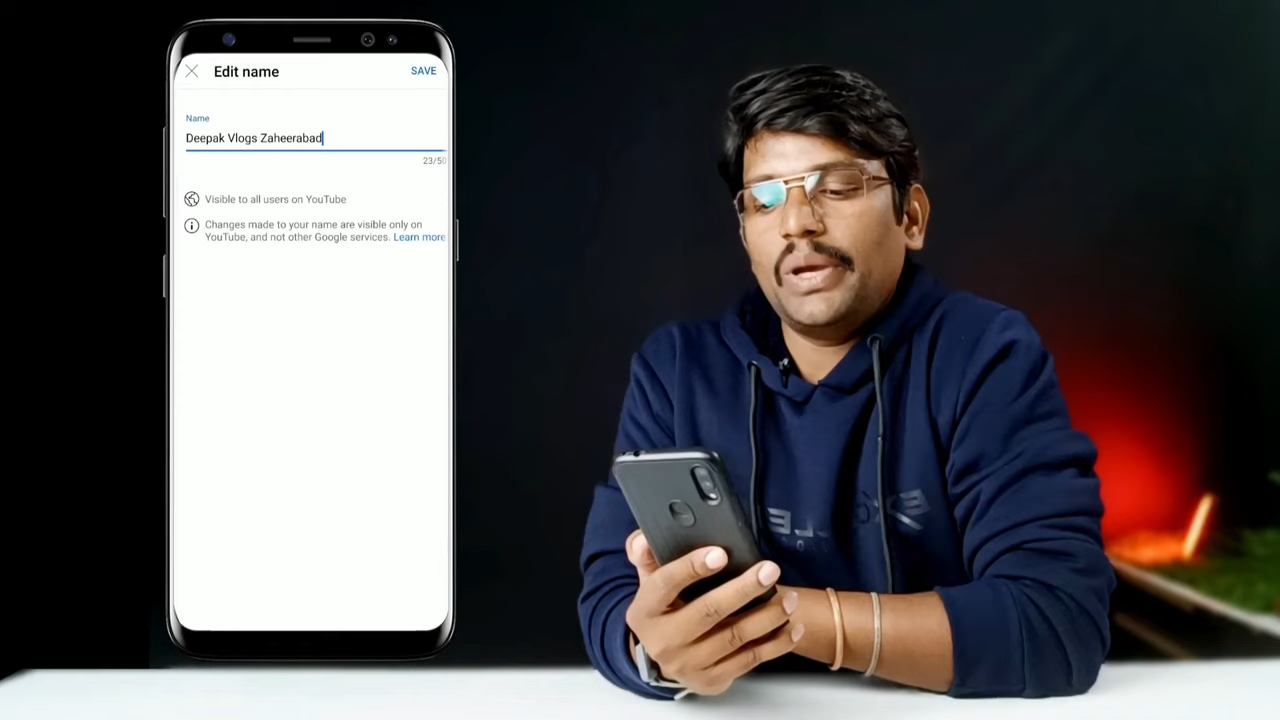 Edit name
SAVE
Name
Deepak Vlogs Zaheerabad
23/50
Visible to all users on YouTube
Changes made to your name are visible only on
YouTube, and not other Google services. Learn more